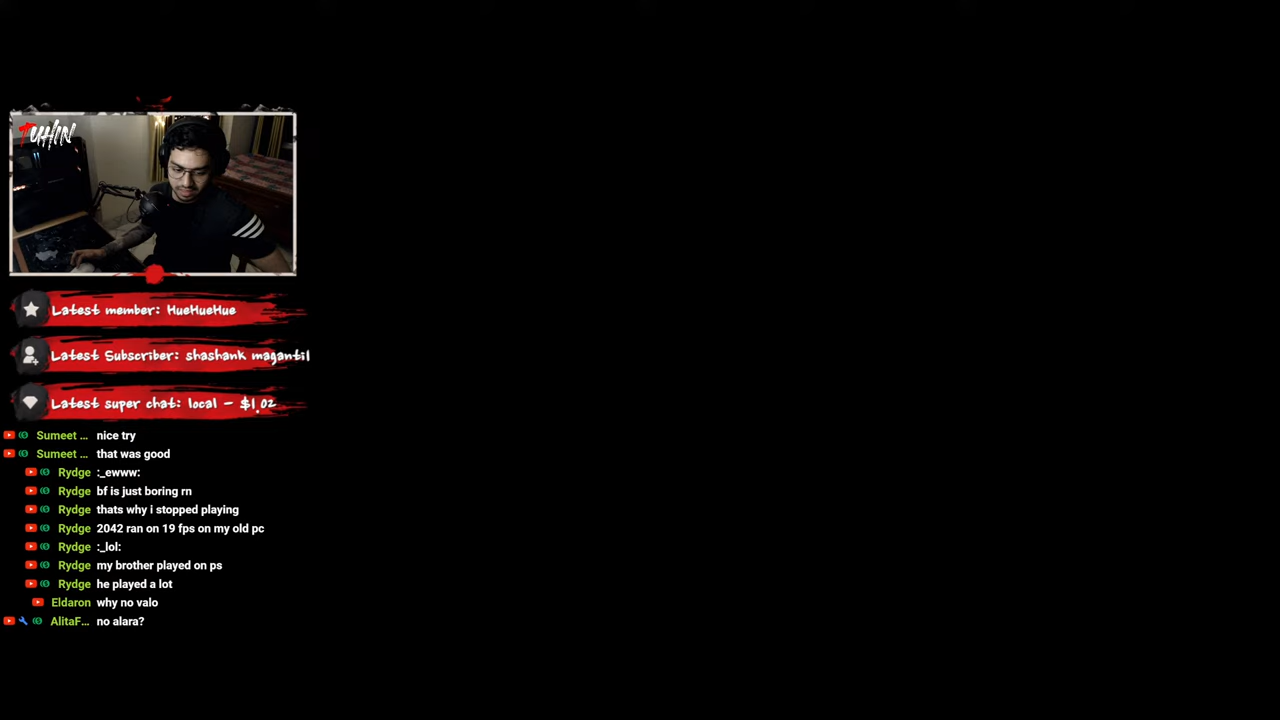 TUHIN
Latest member: HueHueHue
Latest Subscriber: shashank magantil
Latest super chat: local - $1.02
Sumeet ... nice try
Sumeet ... that was good
Rydge :_ewww:
Rydge bf is just boring rn
Rydge thats why i stopped playing
Rydge 2042 ran on 19 fps on my old pc
Rydge :_lol:
Rydge my brother played on ps
Rydge he played a lot
Eldaron why no valo
AlitaF... no alara?